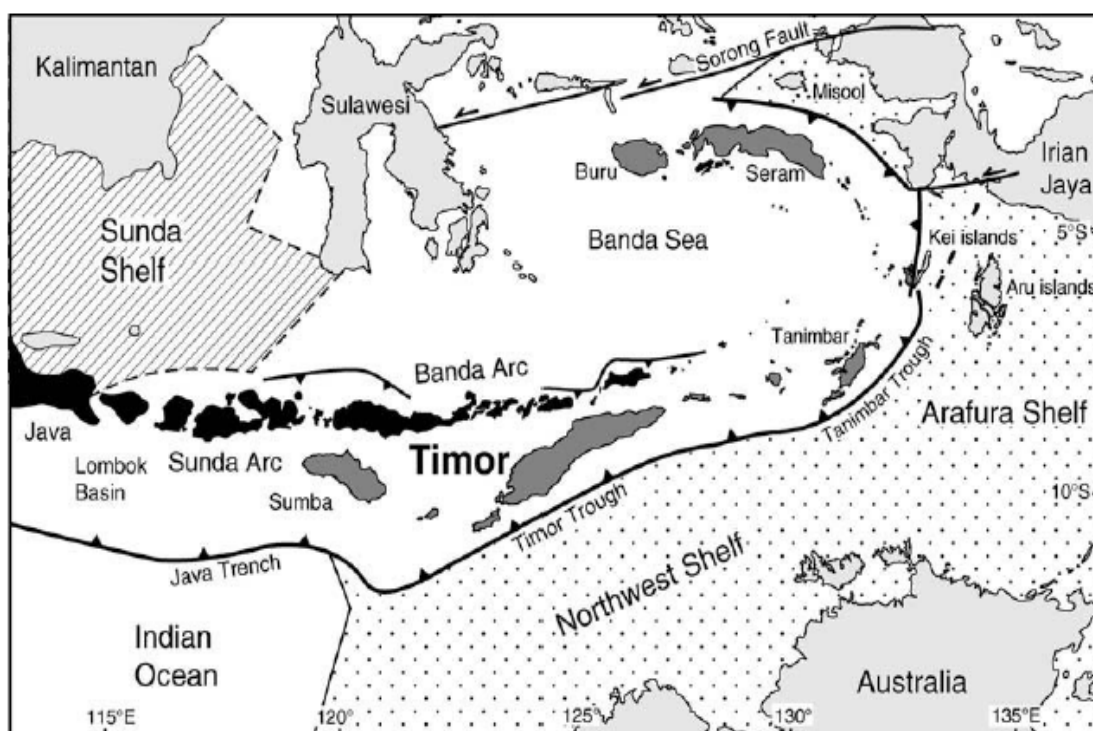 Kalimantan
Sorong Fault
Misool
Sulawesi
Buru
Seram
Irian
Jaya
Sunda
Shelf
Banda Sea
5°S
Kei islands
Aru islands
Tanimbar
Banda Arc
Tanimbar Trough
Arafura Shelf
Java
Sunda Arc
Timor
Lombok
Basin
Sumba
10°S
Timor Trough
Java Trench
Northwest Shelf
Indian
Ocean
Australia
115°E
120°E
125°E
130°E
135°E